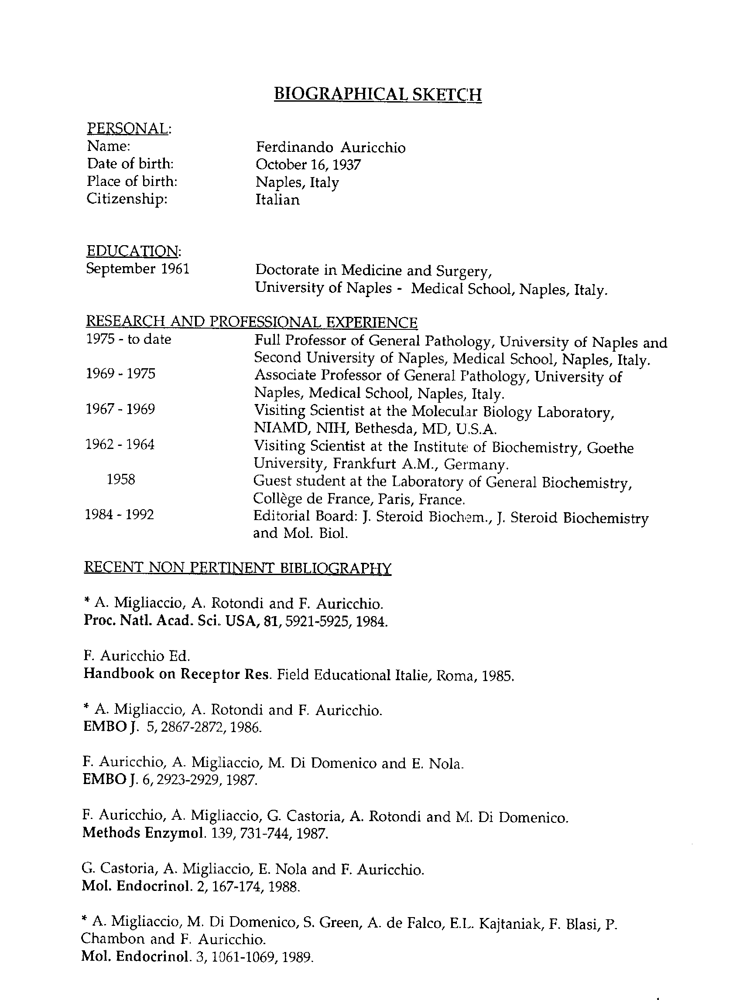 BIOGRAPHICAL SKETCH
PERSONAL:
Name: Ferdinando Auricchio
Date of birth: October 16, 1937
Place of birth: Naples, Italy
Citizenship: Italian
EDUCATION:
September 1961 Doctorate in Medicine and Surgery,
University of Naples - Medical School, Naples, Italy.
RESEARCH AND PROFESSIONAL EXPERIENCE
1975 - to date Full Professor of General Pathology, University of Naples and
Second University of Naples, Medical School, Naples, Italy.
1969 - 1975 Associate Professor of General Pathology, University of
Naples, Medical School, Naples, Italy.
1967 - 1969 Visiting Scientist at the Molecular Biology Laboratory,
NIAMD, NIH, Bethesda, MD, U.S.A.
1962 - 1964 Visiting Scientist at the Institute of Biochemistry, Goethe
University, Frankfurt A.M., Germany.
1958 Guest student at the Laboratory of General Biochemistry,
Collège de France, Paris, France.
1984 - 1992 Editorial Board: J. Steroid Biochem., J. Steroid Biochemistry
and Mol. Biol.
RECENT NON PERTINENT BIBLIOGRAPHY
* A. Migliaccio, A. Rotondi and F. Auricchio.
Proc. Natl. Acad. Sci. USA, 81, 5921-5925, 1984.
F. Auricchio Ed.
Handbook on Receptor Res. Field Educational Italie, Roma, 1985.
* A. Migliaccio, A. Rotondi and F. Auricchio.
EMBO J. 5, 2867-2872, 1986.
F. Auricchio, A. Migliaccio, M. Di Domenico and E. Nola.
EMBO J. 6, 2923-2929, 1987.
F. Auricchio, A. Migliaccio, G. Castoria, A. Rotondi and M. Di Domenico.
Methods Enzymol. 139, 731-744, 1987.
G. Castoria, A. Migliaccio, E. Nola and F. Auricchio.
Mol. Endocrinol. 2, 167-174, 1988.
* A. Migliaccio, M. Di Domenico, S. Green, A. de Falco, E.L. Kajtaniak, F. Blasi, P.
Chambon and F. Auricchio.
Mol. Endocrinol. 3, 1061-1069, 1989.